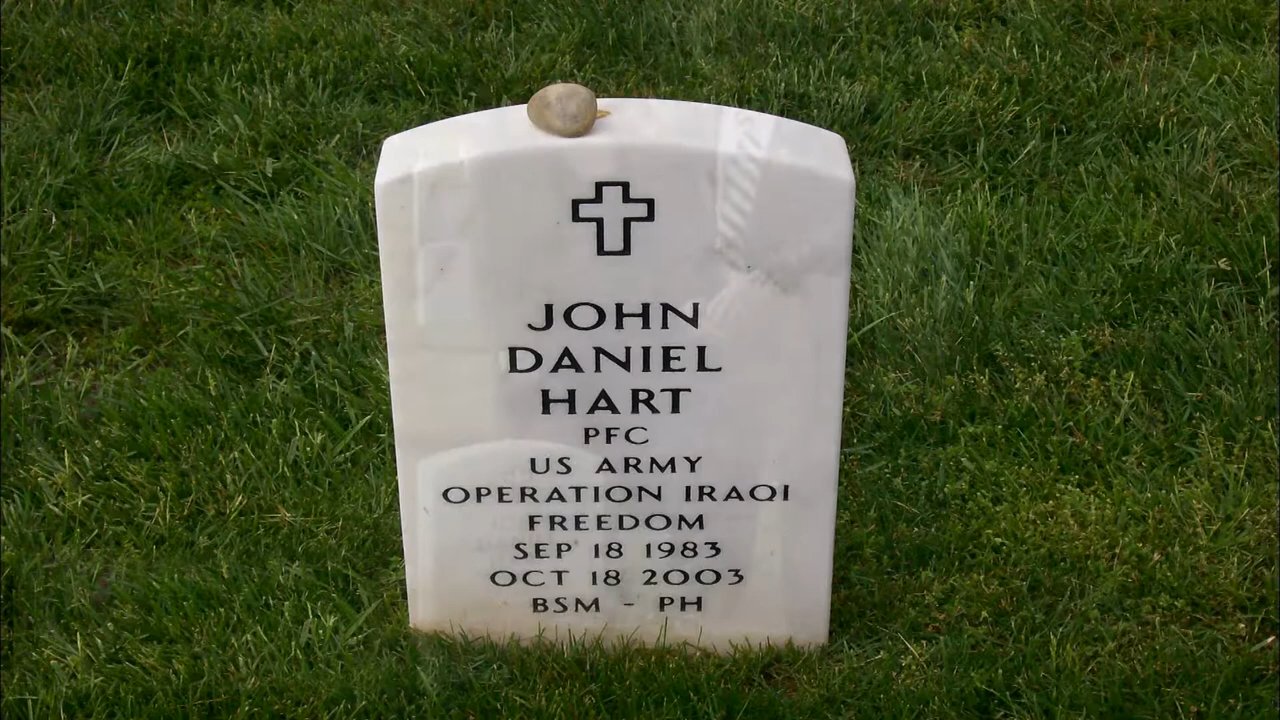 JOHN
DANIEL
HART
PFC
US ARMY
OPERATION IRAQI
FREEDOM
SEP 18 1983
OCT 18 2003
BSM - PH